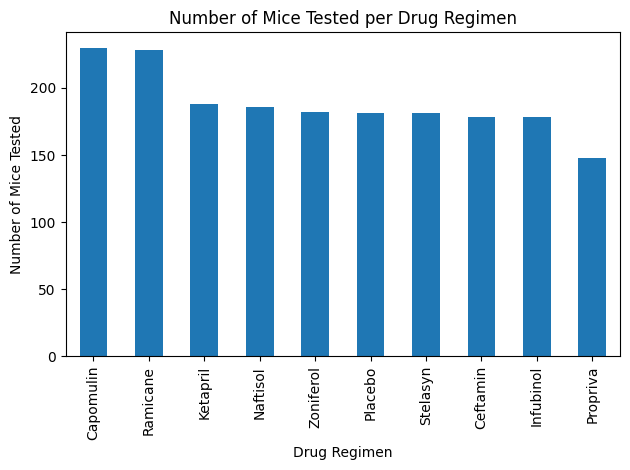 Number of Mice Tested per Drug Regimen
Number of Mice Tested
200
150
100
50
0
Capomulin
Ramicane
Ketapril
Naftisol
Zoniferol
Placebo
Stelasyn
Ceftamin
Infubinol
Propriva
Drug Regimen